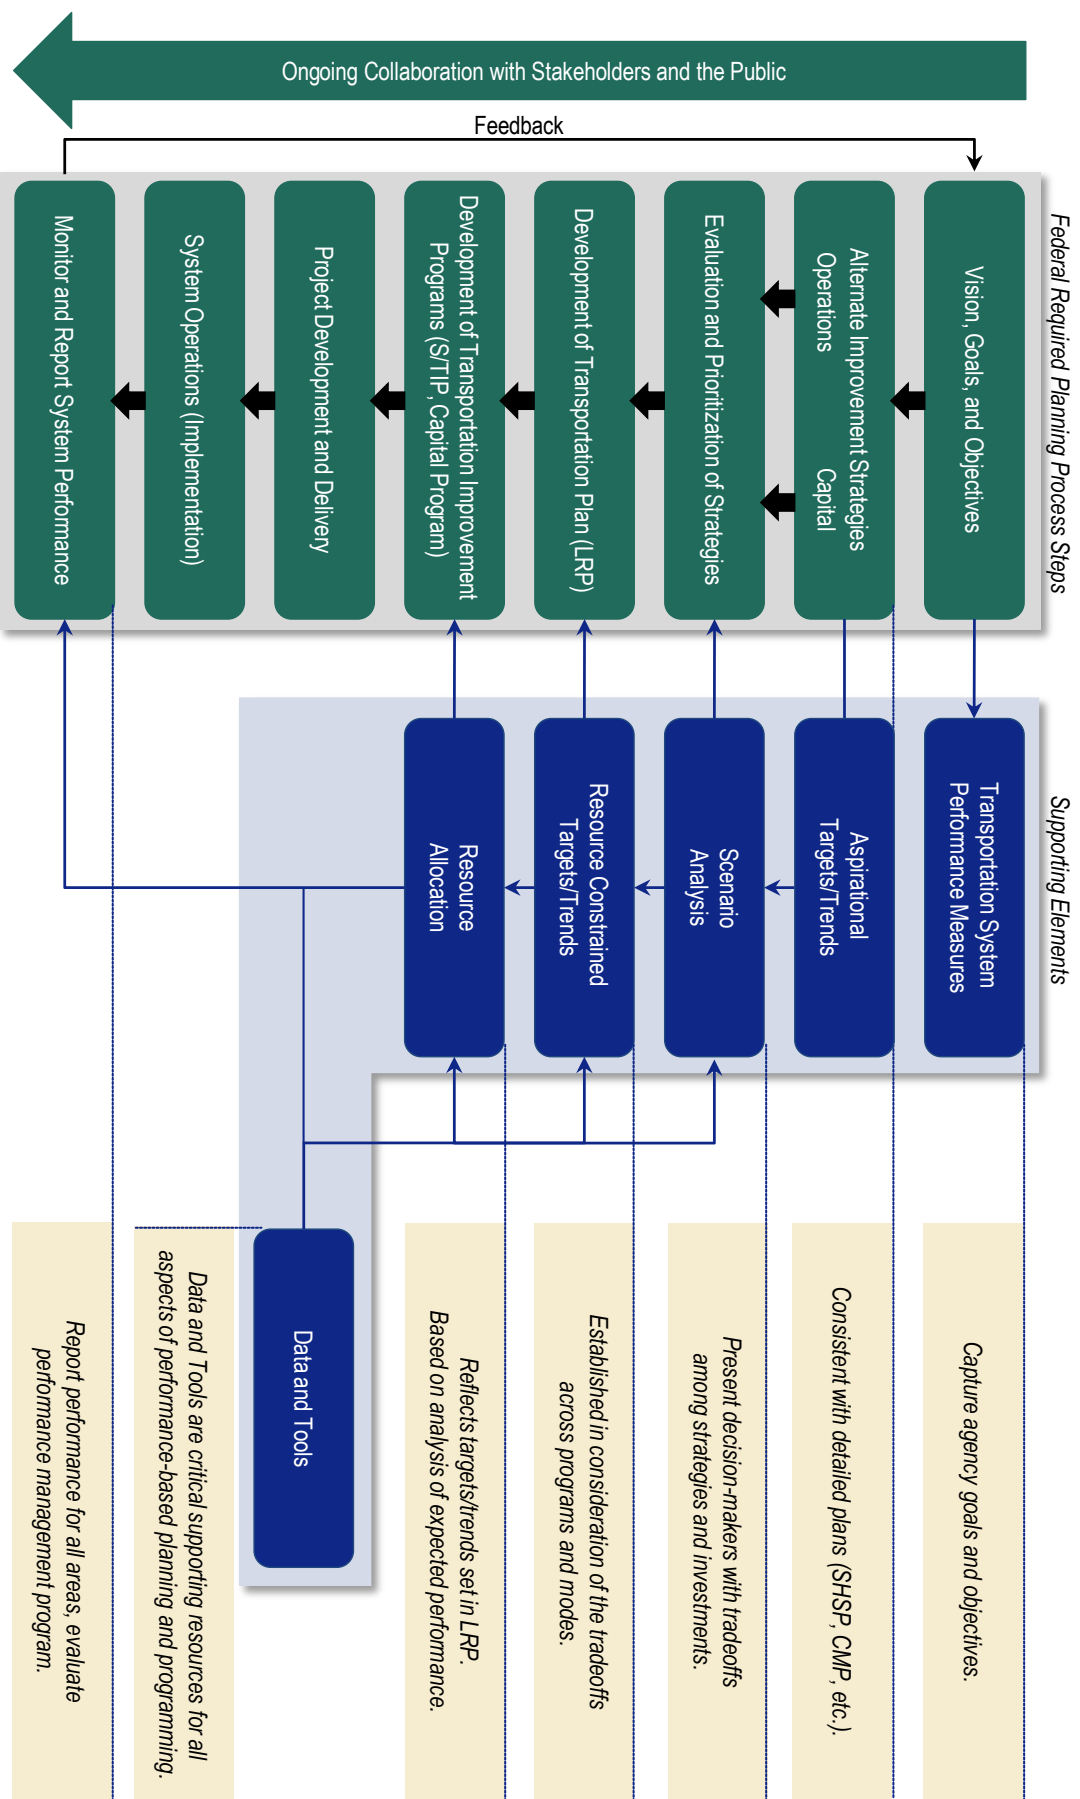 Ongoing Collaboration with Stakeholders and the Public
Feedback
Federal Required Planning Process Steps
Vision, Goals, and Objectives
Alternate Improvement Strategies
Operations
Capital
Evaluation and Prioritization of Strategies
Development of Transportation Plan (LRP)
Development of Transportation Improvement
Programs (S/TIP, Capital Program)
Project Development and Delivery
System Operations (Implementation)
Monitor and Report System Performance
Supporting Elements
Transportation System
Performance Measures
Aspirational
Targets/Trends
Scenario
Analysis
Resource Constrained
Targets/Trends
Resource
Allocation
Data and Tools
Capture agency goals and objectives.
Consistent with detailed plans (SHSP, CMP, etc.).
Present decision-makers with tradeoffs
among strategies and investments.
Established in consideration of the tradeoffs
across programs and modes.
Reflects targets/trends set in LRP.
Based on analysis of expected performance.
Data and Tools are critical supporting resources for all
aspects of performance-based planning and programming.
Report performance for all areas, evaluate
performance management program.